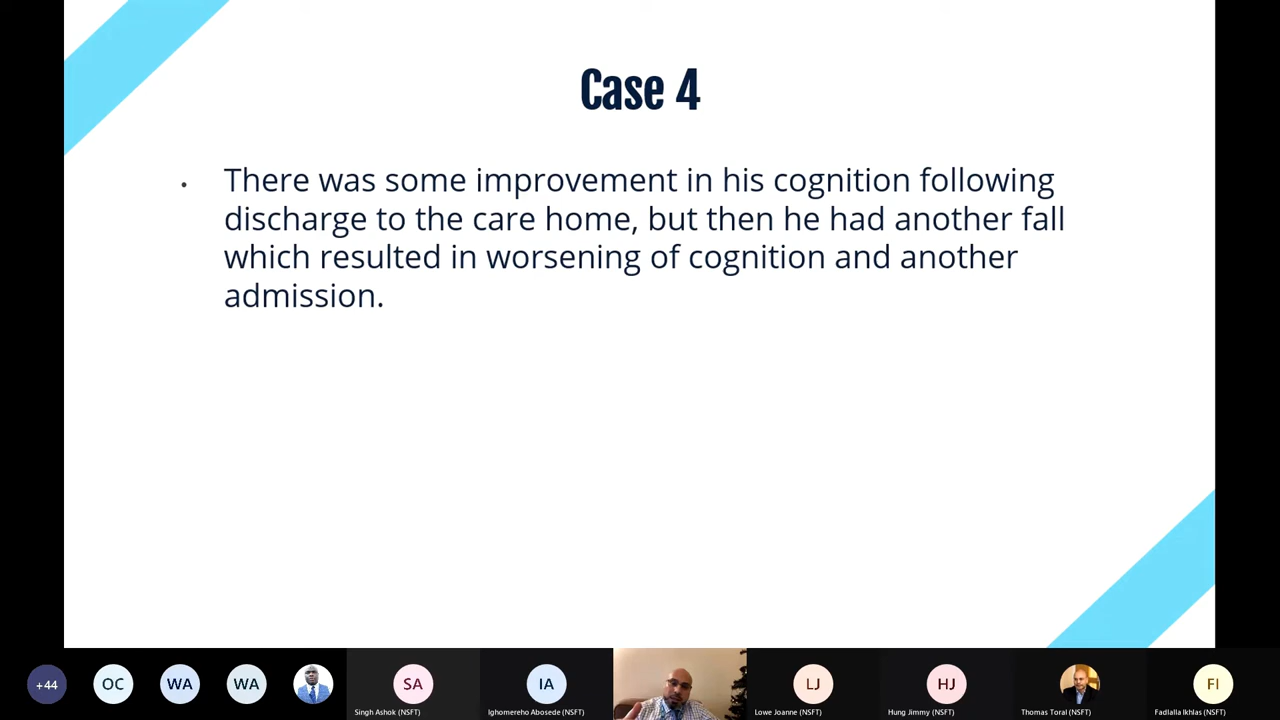 Case 4
• There was some improvement in his cognition following
discharge to the care home, but then he had another fall
which resulted in worsening of cognition and another
admission.
+44
OC
WA
WA
SA
IA
LJ
HJ
FI
Singh Ashok (NSFT)
Ighomereho Abosede (NSFT)
Lowe Joanne (NSFT)
Hung Jimmy (NSFT)
Thomas Toral (NSFT)
Fadlalla Ikhlas (NSFT)